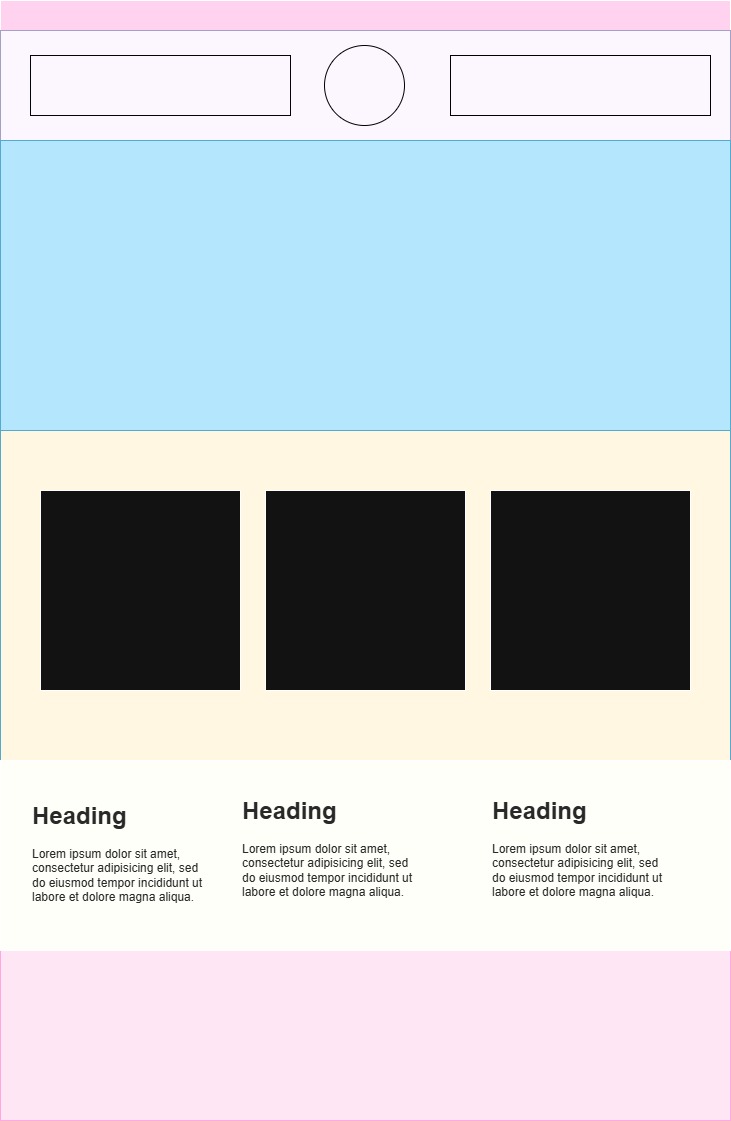 Heading
Lorem ipsum dolor sit amet,
consectetur adipisicing elit, sed
do eiusmod tempor incididunt ut
labore et dolore magna aliqua.
Heading
Lorem ipsum dolor sit amet,
consectetur adipisicing elit, sed
do eiusmod tempor incididunt ut
labore et dolore magna aliqua.
Heading
Lorem ipsum dolor sit amet,
consectetur adipisicing elit, sed
do eiusmod tempor incididunt ut
labore et dolore magna aliqua.